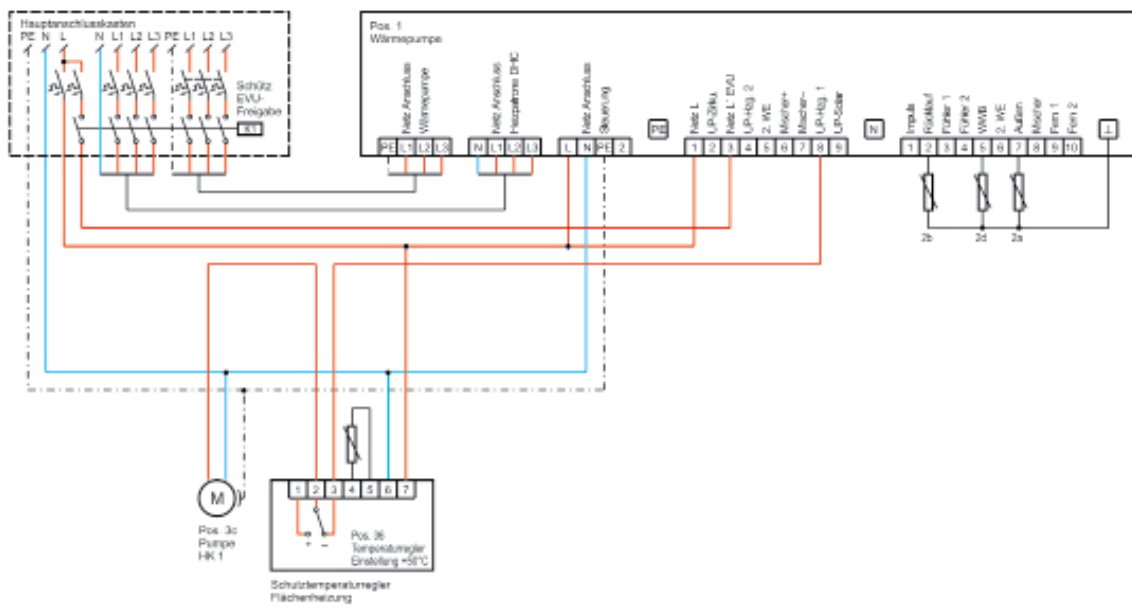 Hauptanschlusskasten
PE N L N L1 L2 L3 PE L1 L2 L3
Schütz
EVU-
Freigabe
K1
Pos. 1
Wärmepumpe
Netz Anschluss
Wärmepumpe
Netz Anschluss
Heizpatrone DHC
Netz Anschluss
Steuerung
PE L1 L2 L3
N L1 L2 L3
L N PE 2
PE
Netz L
UP-Zirku.
Netz L' EVU
UP-Hzg. 2
2. WE
Mischer+
Mischer–
UP-Hzg. 1
UP-Solar
1 2 3 4 5 6 7 8 9
N
Impuls
Rücklauf
Fühler 1
Fühler 2
WWB
2. WE
Außen
Mischer
Fern 1
Fern 2
1 2 3 4 5 6 7 8 9 10
2b 2d 2a
M
Pos. 3c
Pumpe
HK 1
1 2 3 4 5 6 7
+ –
Pos. 36
Temperaturregler
Einstellung +50°C
Schutztemperaturregler
Flächenheizung